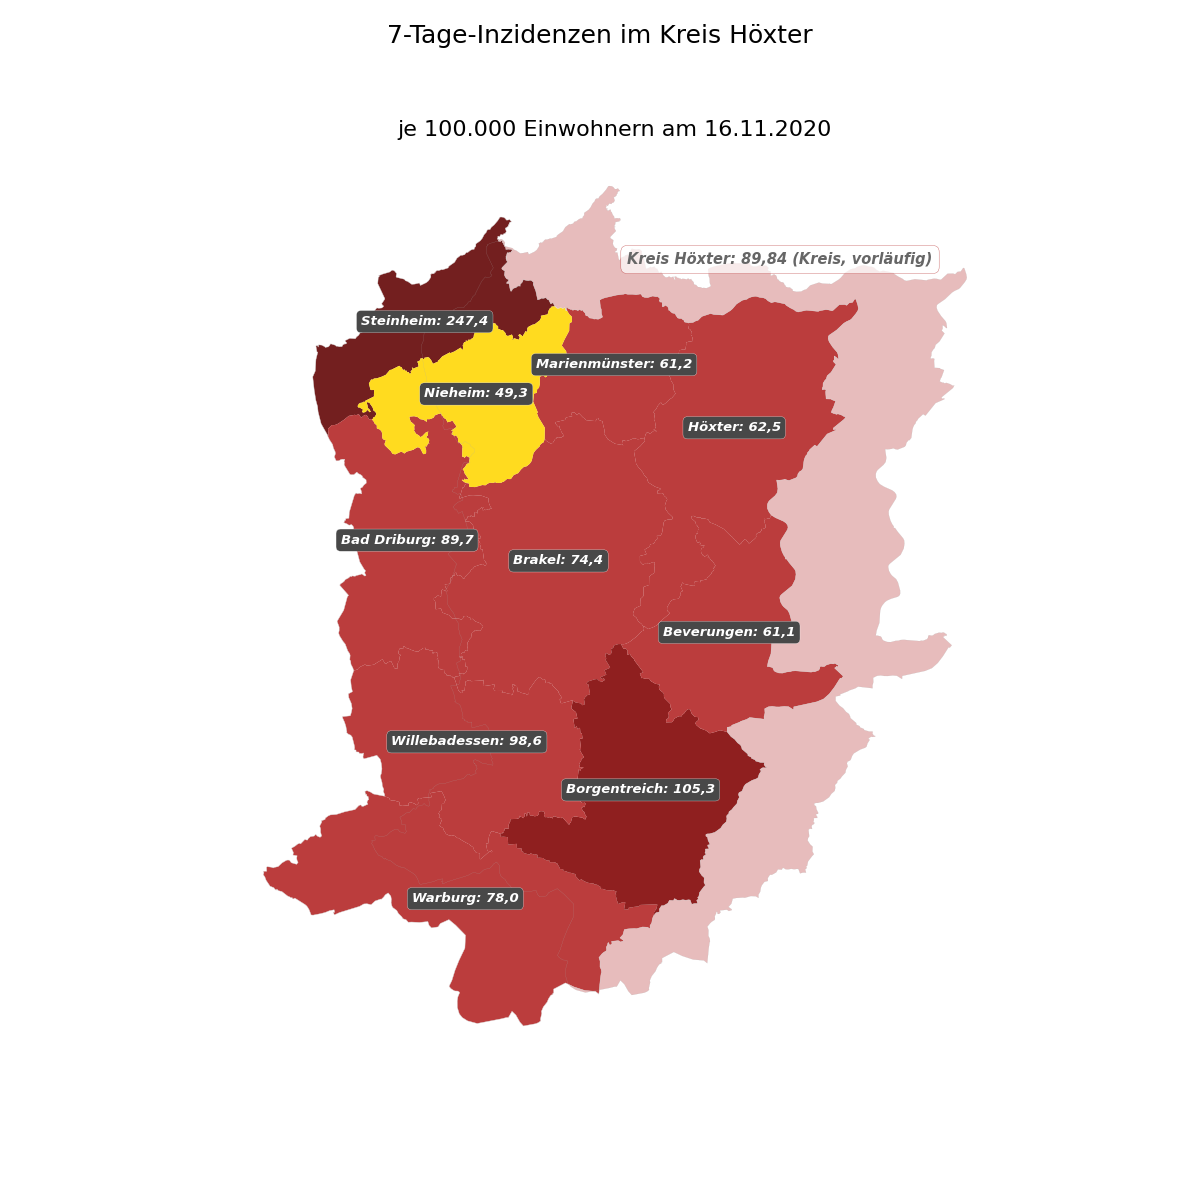 7-Tage-Inzidenzen im Kreis Höxter
je 100.000 Einwohnern am 16.11.2020
Kreis Höxter: 89,84 (Kreis, vorläufig)
Steinheim: 247,4
Marienmünster: 61,2
Nieheim: 49,3
Höxter: 62,5
Bad Driburg: 89,7
Brakel: 74,4
Beverungen: 61,1
Willebadessen: 98,6
Borgentreich: 105,3
Warburg: 78,0